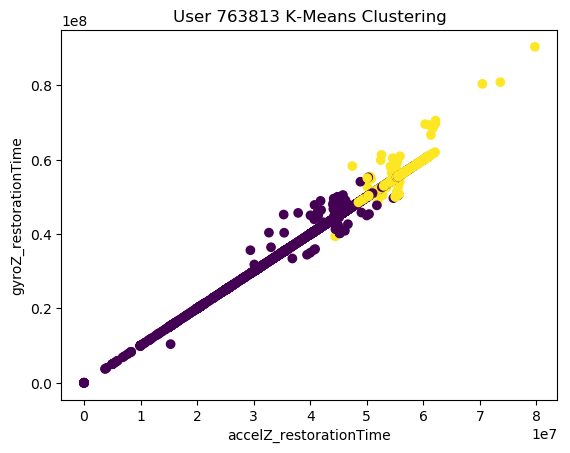 User 763813 K-Means Clustering
1e8
0.8
0.6
0.4
0.2
0.0
gyroZ_restorationTime
0 1 2 3 4 5 6 7 8
1e7
accelZ_restorationTime